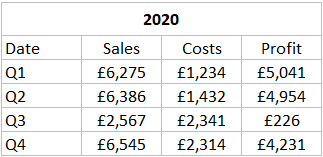 2020
Date Sales Costs Profit
Q1 £6,275 £1,234 £5,041
Q2 £6,386 £1,432 £4,954
Q3 £2,567 £2,341 £226
Q4 £6,545 £2,314 £4,231